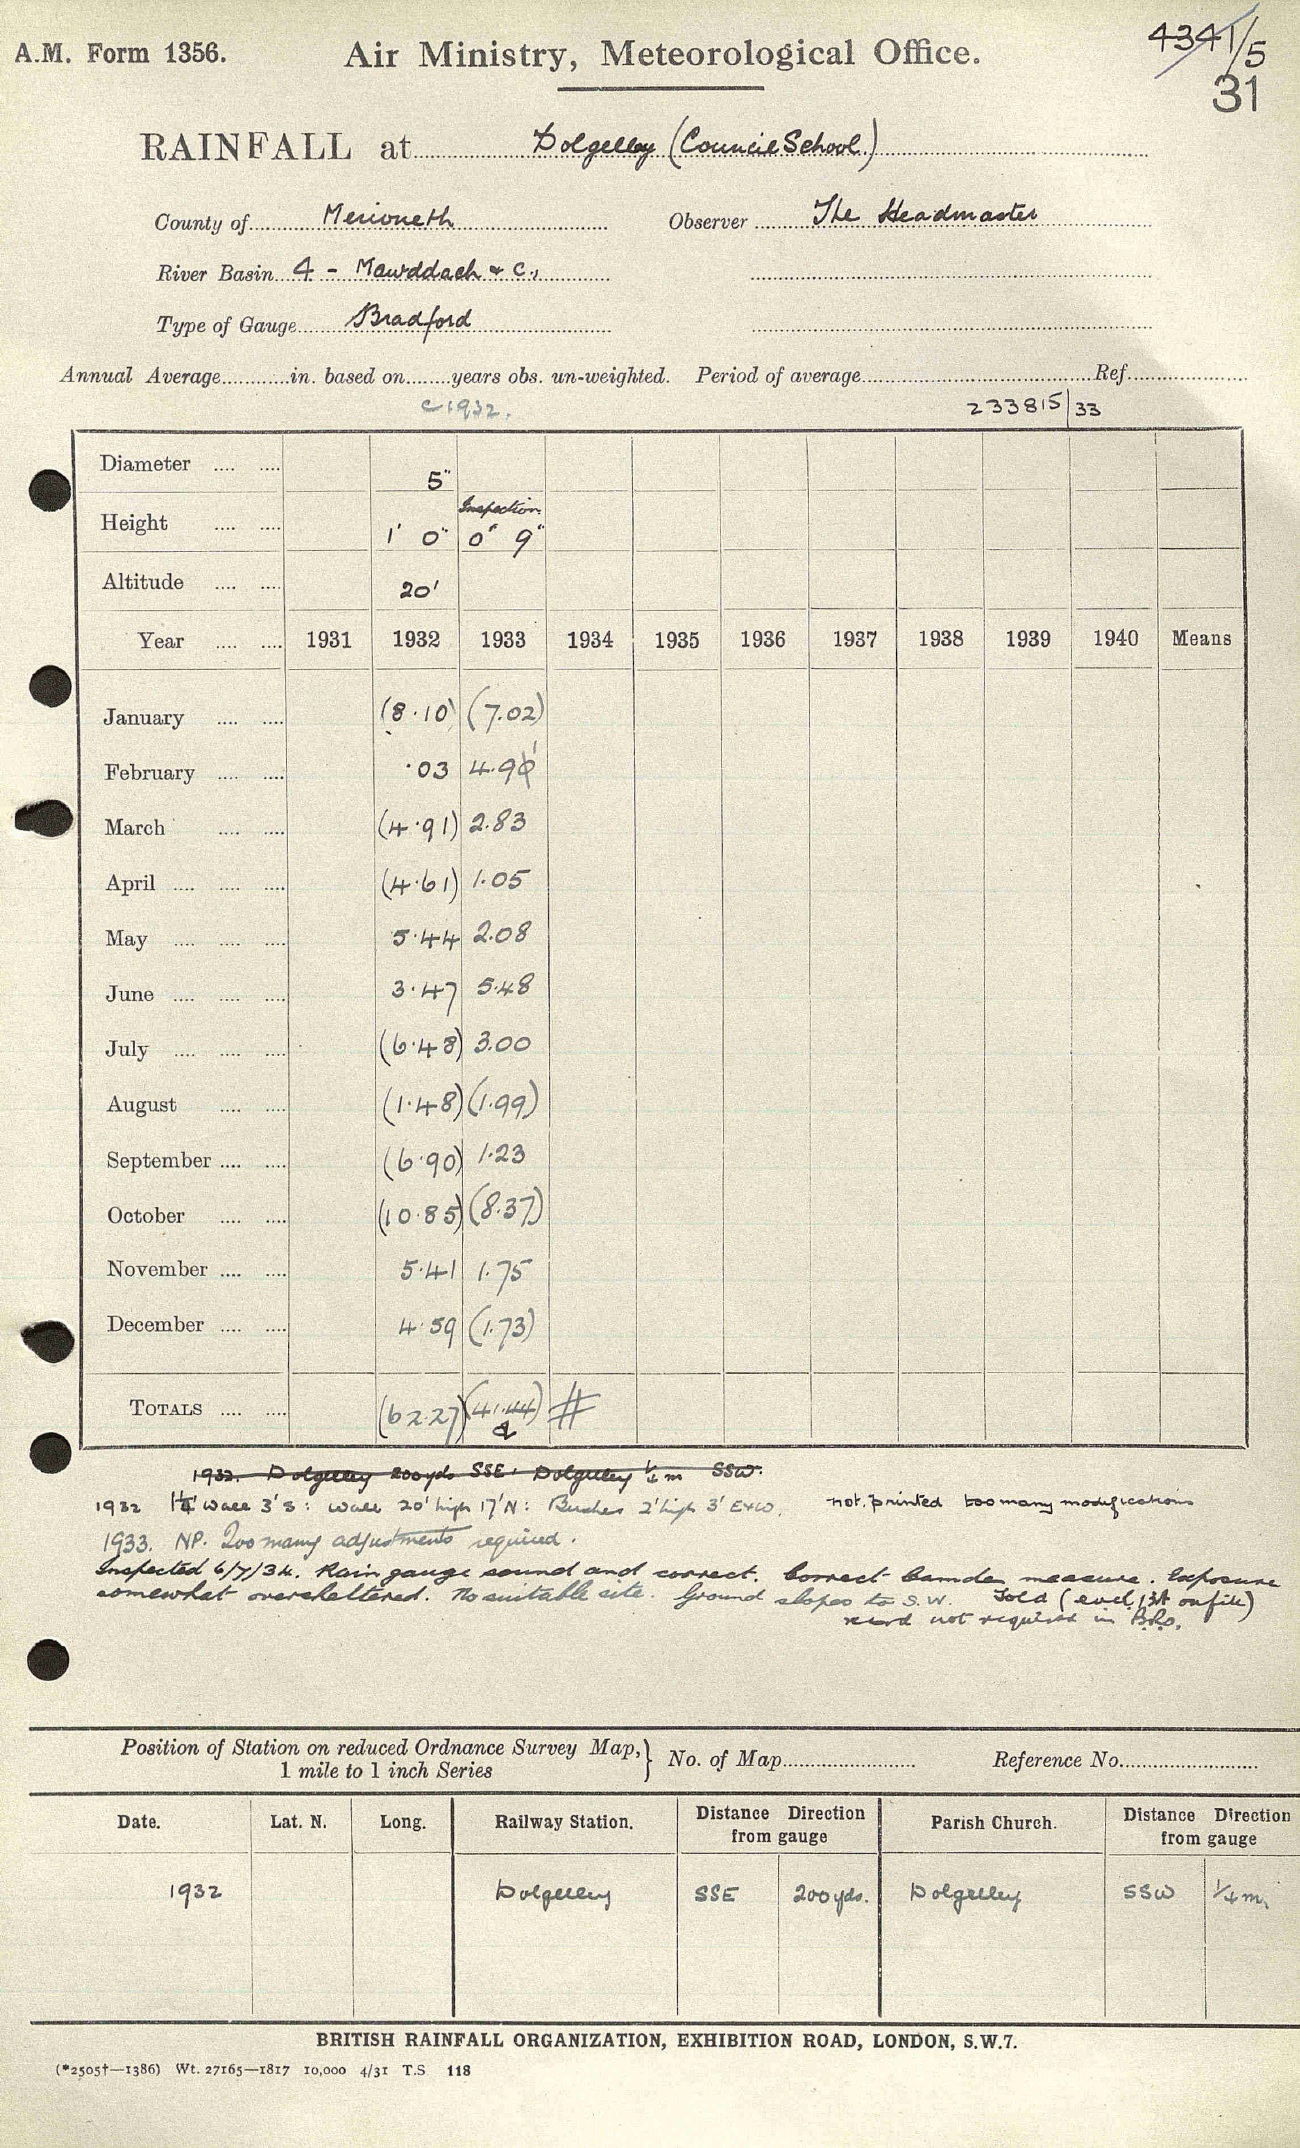 A.M. Form 1356.
Air Ministry, Meteorological Office.
4341/5
31
RAINFALL at Dolgelley (Council School)
County of Merioneth Observer The Headmaster
River Basin 4 - Mawddach & C.,
Type of Gauge Bradford
Annual Average in. based on years obs. un-weighted. Period of average Ref
c 1932. 233815/33
Diameter .... .... 5"
Inspection.
Height .... .... 1' 0" 0' 9"
Altitude .... .... 20'
Year .... .... 1931 1932 1933 1934 1935 1936 1937 1938 1939 1940 Means
January .... .... (8.10) (7.02)
February .... .... .03 4.901
March .... .... (4.91) 2.83
April .... .... .... (4.61) 1.05
May .... .... .... 5.44 2.08
June .... .... .... 3.47 5.48
July .... .... .... (6.48) 3.00
August .... .... (1.48) (1.99)
September .... .... (6.90) 1.23
October .... .... (10.85) (8.37)
November .... .... 5.41 1.75
December .... .... 4.59 (1.73)
TOTALS .... .... (62.27) (41.44) #
1932. Dolgelley 200yds SSE. Dolgelley 1/4 m SSW.
1932 wall 3'S: wall 20' high 17'N: Bushes 2' high 3' E+W. not printed too many modifications
1933. NP. Too many adjustments required.
Inspected 6/7/34. Rain gauge sound and correct. Correct Camden measure. Exposure
somewhat oversheltered. No suitable site. Ground slopes to S.W. Told (encl. 13A on file)
record not required in B.R.O.
Position of Station on reduced Ordnance Survey Map,} No. of Map Reference No.
1 mile to 1 inch Series
Date. Lat. N. Long. Railway Station. Distance Direction from gauge Parish Church. Distance Direction from gauge
1932 Dolgelley SSE 200yds. Dolgelley SSW 1/4 m.
BRITISH RAINFALL ORGANIZATION, EXHIBITION ROAD, LONDON, S.W.7.
(*2505†—1386) Wt. 27165—1817 10,000 4/31 T.S 118